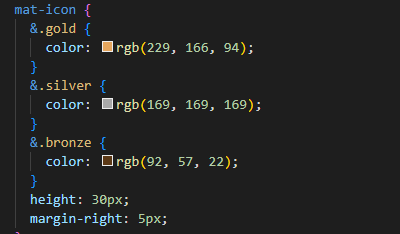 mat-icon {
&.gold {
color: rgb(229, 166, 94);
}
&.silver {
color: rgb(169, 169, 169);
}
&.bronze {
color: rgb(92, 57, 22);
}
height: 30px;
margin-right: 5px;
}